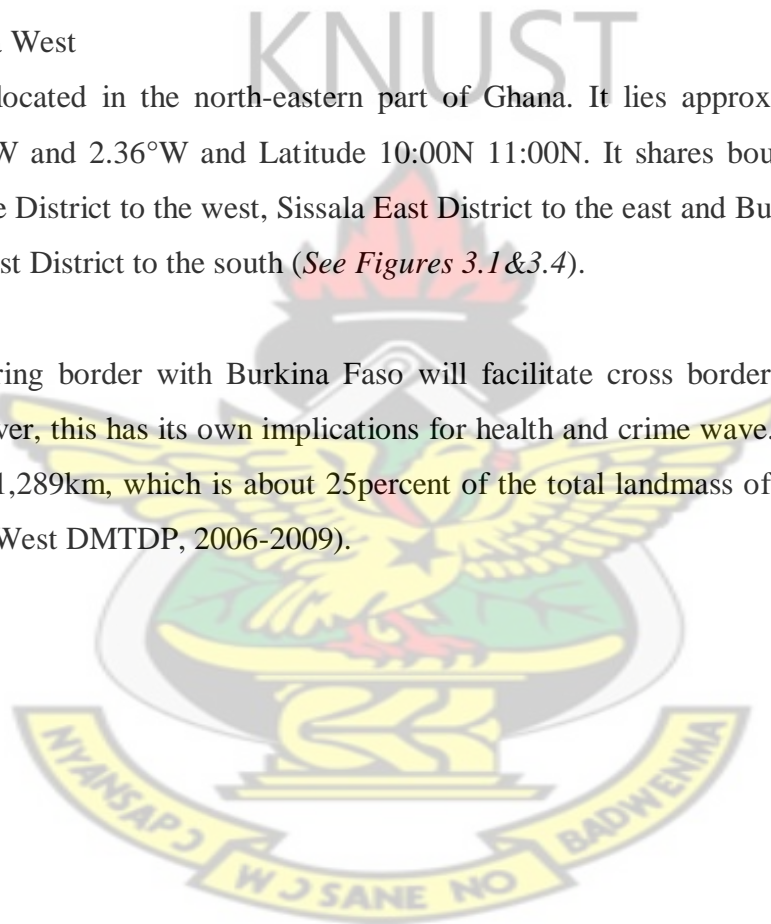 KNUST
West
located in the north-eastern part of Ghana. It lies approx
W and 2.36°W and Latitude 10:00N 11:00N. It shares bou
e District to the west, Sissala East District to the east and Bu
st District to the south (See Figures 3.1&3.4).
ring border with Burkina Faso will facilitate cross border
ver, this has its own implications for health and crime wave.
1,289km, which is about 25percent of the total landmass of
West DMTDP, 2006-2009).
NYANSAPƆ
WƆSANE NO
BADWENMA